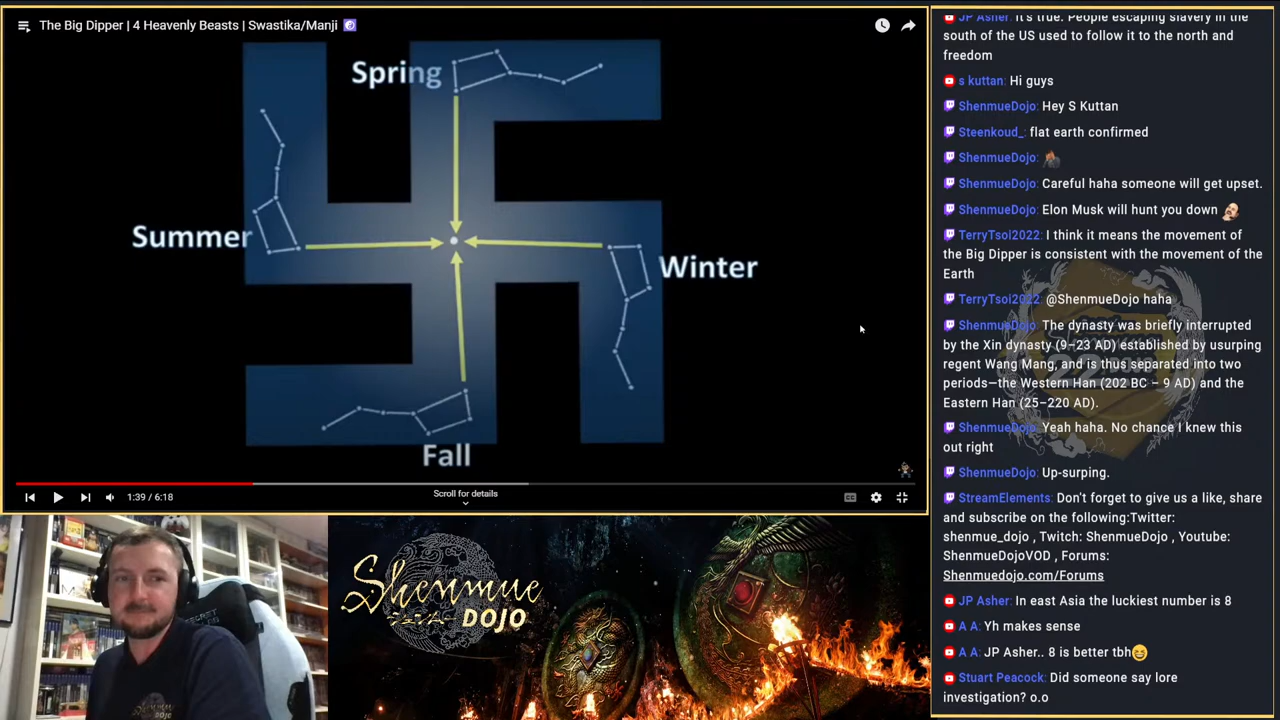 The Big Dipper | 4 Heavenly Beasts | Swastika/Manji
Spring
Summer
Winter
Fall
1:39 / 6:18
Scroll for details
CC
Shenmue
DOJO
DOJO
JP Asher: It's true. People escaping slavery in the
south of the US used to follow it to the north and
freedom
s kuttan: Hi guys
ShenmueDojo: Hey S Kuttan
Steenkoud_: flat earth confirmed
ShenmueDojo:
ShenmueDojo: Careful haha someone will get upset.
ShenmueDojo: Elon Musk will hunt you down
TerryTsoi2022: I think it means the movement of
the Big Dipper is consistent with the movement of the
Earth
TerryTsoi2022: @ShenmueDojo haha
ShenmueDojo: The dynasty was briefly interrupted
by the Xin dynasty (9–23 AD) established by usurping
regent Wang Mang, and is thus separated into two
periods—the Western Han (202 BC – 9 AD) and the
Eastern Han (25–220 AD).
ShenmueDojo: Yeah haha. No chance I knew this
out right
ShenmueDojo: Up-surping.
StreamElements: Don't forget to give us a like, share
and subscribe on the following:Twitter:
shenmue_dojo , Twitch: ShenmueDojo , Youtube:
ShenmueDojoVOD , Forums:
Shenmuedojo.com/Forums
JP Asher: In east Asia the luckiest number is 8
A A: Yh makes sense
A A: JP Asher.. 8 is better tbh
Stuart Peacock: Did someone say lore
investigation? o.o